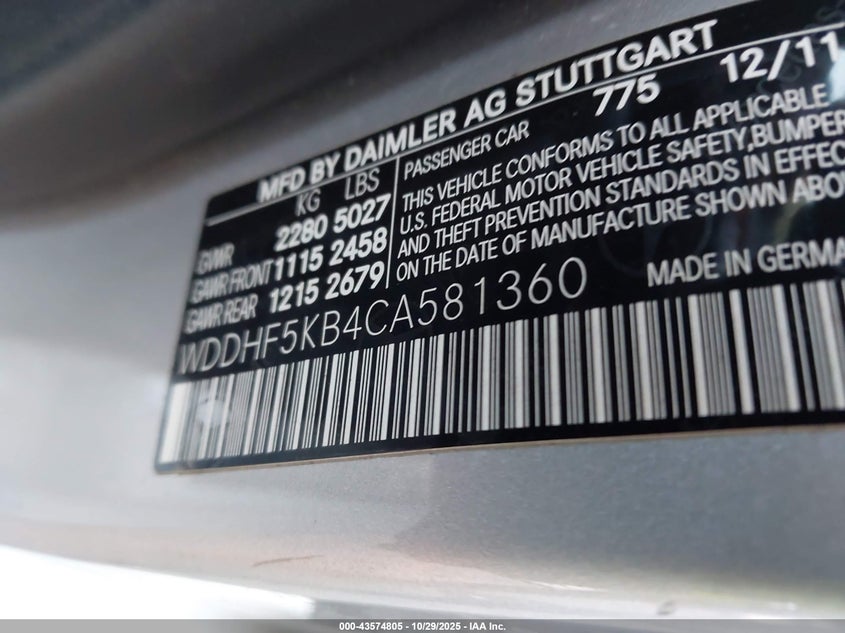 MFD BY DAIMLER AG STUTTGART
KG LBS
GVWR 2280 5027
GAWR FRONT 1115 2458
GAWR REAR 1215 2679
PASSENGER CAR 775 12/11
THIS VEHICLE CONFORMS TO ALL APPLICABLE
U.S. FEDERAL MOTOR VEHICLE SAFETY,BUMPER
AND THEFT PREVENTION STANDARDS IN EFFEC
ON THE DATE OF MANUFACTURE SHOWN ABOV
WDDHF5KB4CA581360
MADE IN GERMA
000-43574805 - 10/29/2025 - IAA Inc.